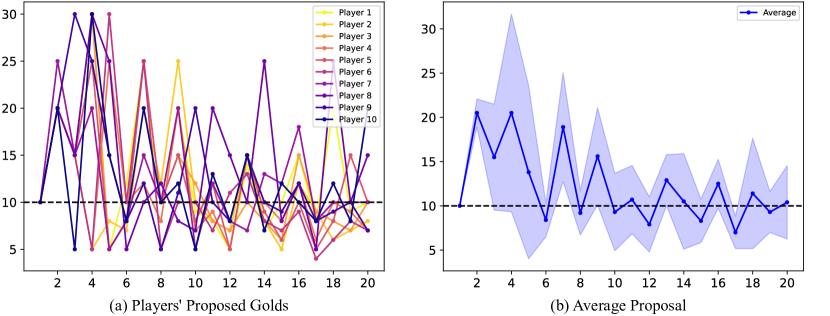 30
25
20
15
10
5
2 4 6 8 10 12 14 16 18 20
Player 1
Player 2
Player 3
Player 4
Player 5
Player 6
Player 7
Player 8
Player 9
Player 10
(a) Players' Proposed Golds
30
25
20
15
10
5
2 4 6 8 10 12 14 16 18 20
Average
(b) Average Proposal